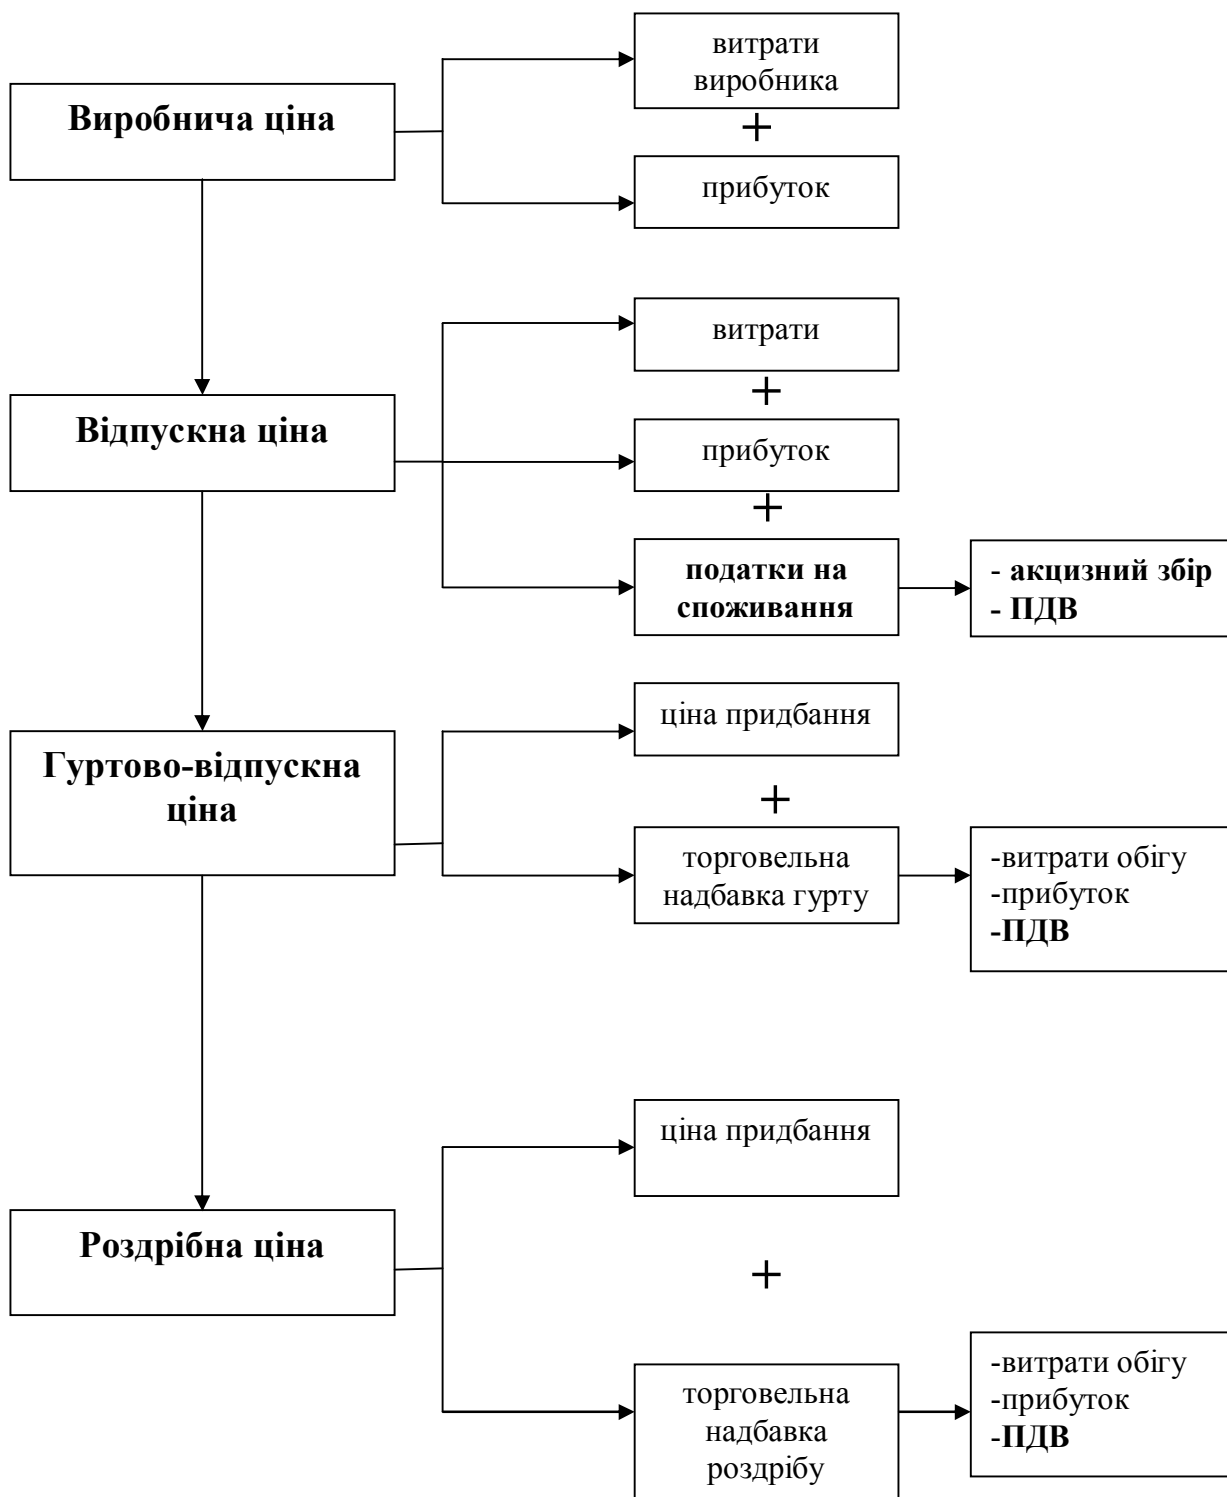 витрати
виробника
Виробнича ціна
+
прибуток
витрати
+
Відпускна ціна
прибуток
+
податки на
споживання
- акцизний збір
- ПДВ
ціна придбання
Гуртово-відпускна
ціна
+
торговельна
надбавка гурту
-витрати обігу
-прибуток
-ПДВ
ціна придбання
Роздрібна ціна
+
торговельна
надбавка
роздрібу
-витрати обігу
-прибуток
-ПДВ